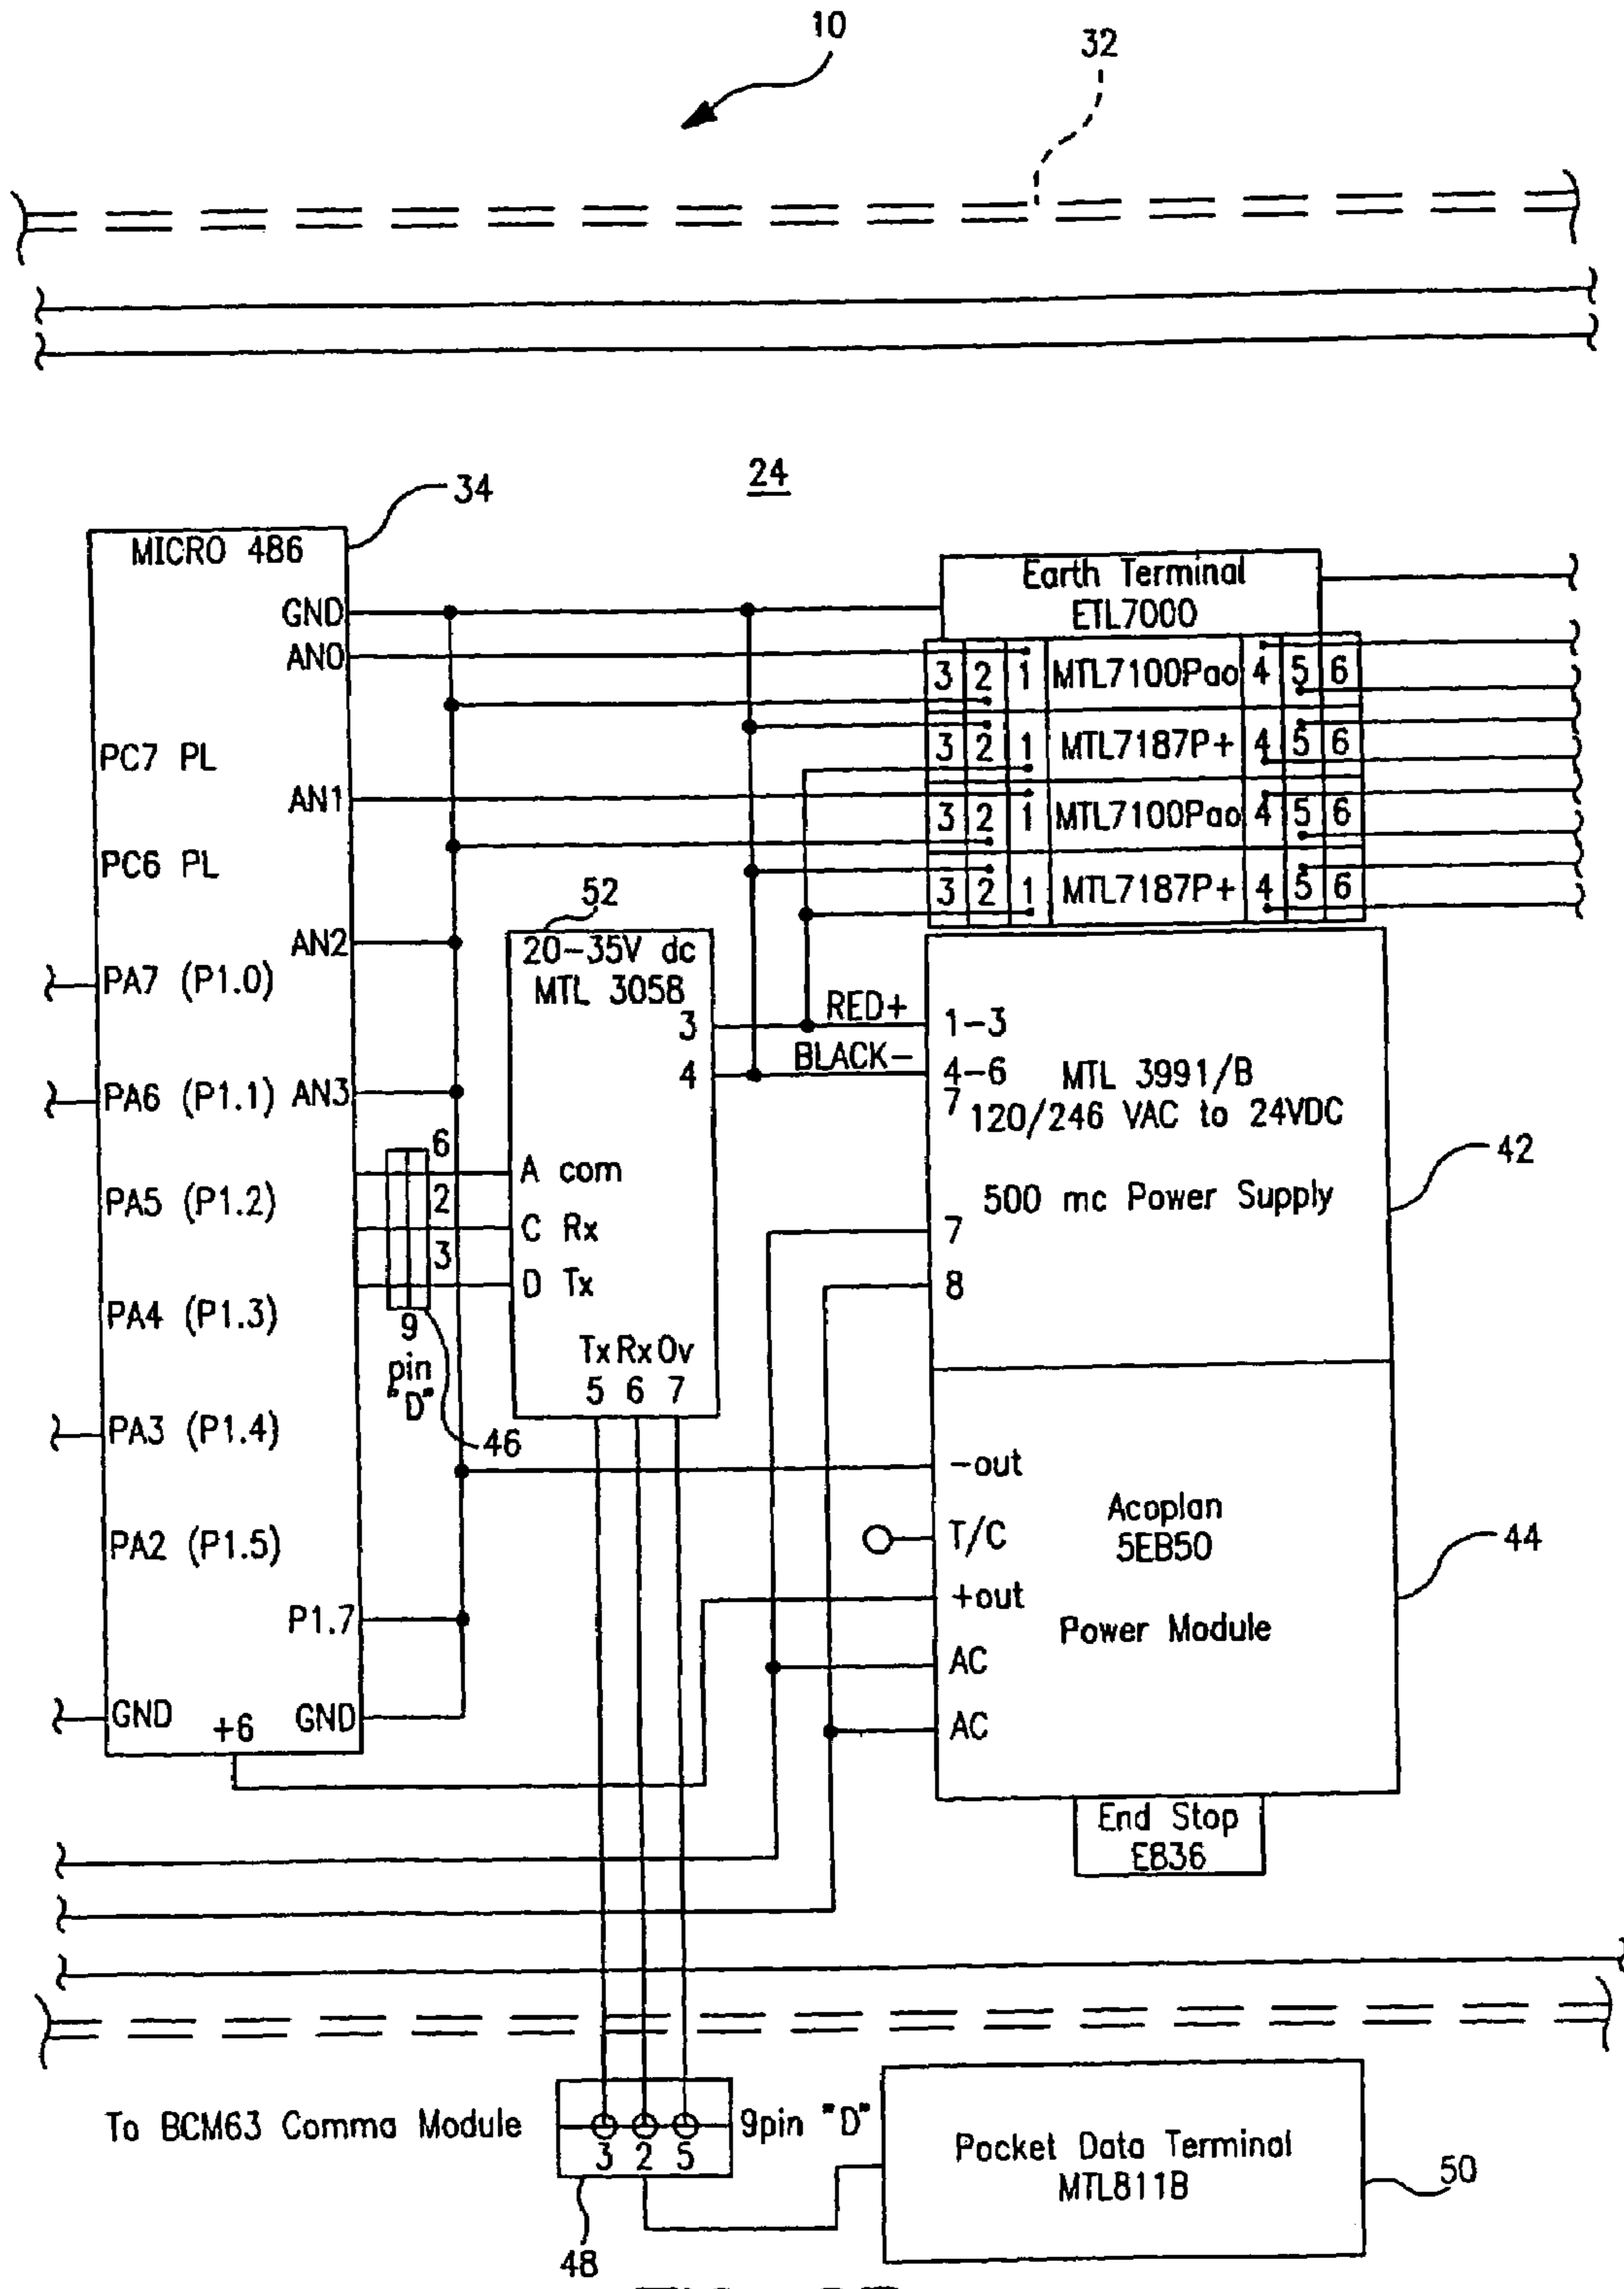 10
32
24
34
MICRO 486
GND
AN0
PC7 PL
AN1
PC6 PL
AN2
PA7 (P1.0)
PA6 (P1.1) AN3
PA5 (P1.2)
PA4 (P1.3)
PA3 (P1.4)
PA2 (P1.5)
P1.7
GND +6 GND
Earth Terminal
ETL7000
3 2 1 MTL7100Pao 4 5 6
3 2 1 MTL7187P+ 4 5 6
3 2 1 MTL7100Pao 4 5 6
3 2 1 MTL7187P+ 4 5 6
52
20-35V dc
MTL 3058
3
4
RED+
BLACK-
6
A com
2
C Rx
3
D Tx
9
pin
"D"
46
Tx Rx Ov
5 6 7
1-3
4-6
7
MTL 3991/B
120/246 VAC to 24VDC
500 mc Power Supply
42
7
8
-out
T/C
+out
AC
AC
Acoplan
5EB50
Power Module
44
End Stop
E836
To BCM63 Comma Module
3 2 5
9pin "D"
48
Pocket Data Terminal
MTL811B
50